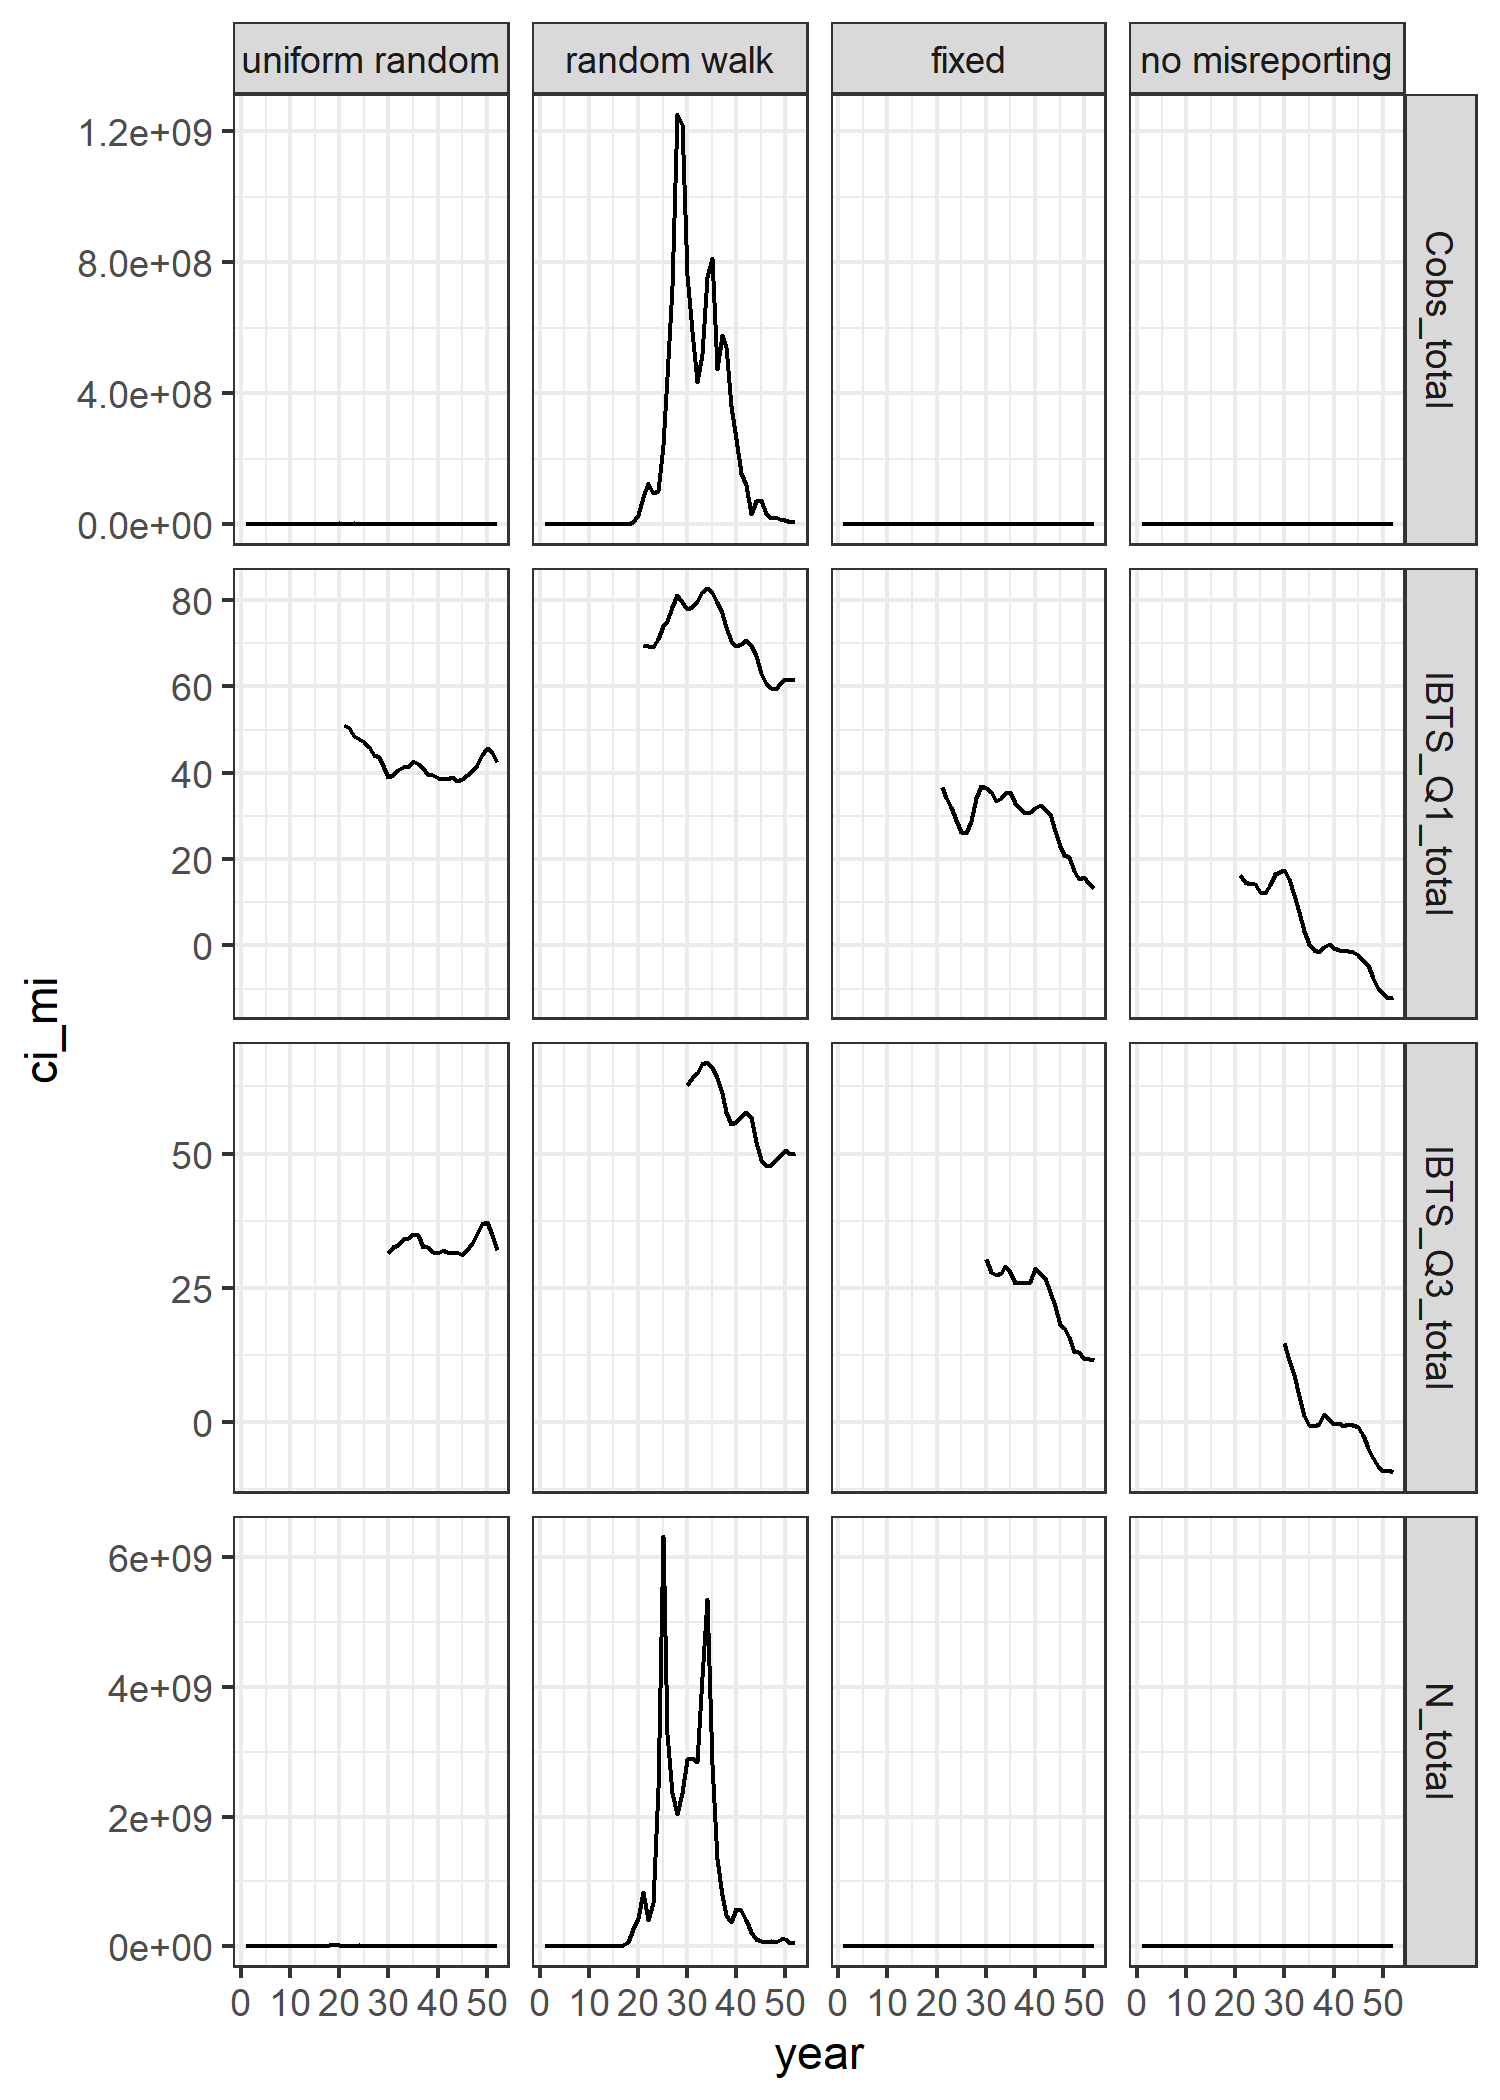 uniform random random walk fixed no misreporting
1.2e+09
8.0e+08
4.0e+08
0.0e+00
Cobs_total
80
60
40
20
0
IBTS_Q1_total
ci_mi
50
25
0
IBTS_Q3_total
6e+09
4e+09
2e+09
0e+00
N_total
0 10 20 30 40 50 0 10 20 30 40 50 0 10 20 30 40 50 0 10 20 30 40 50
year